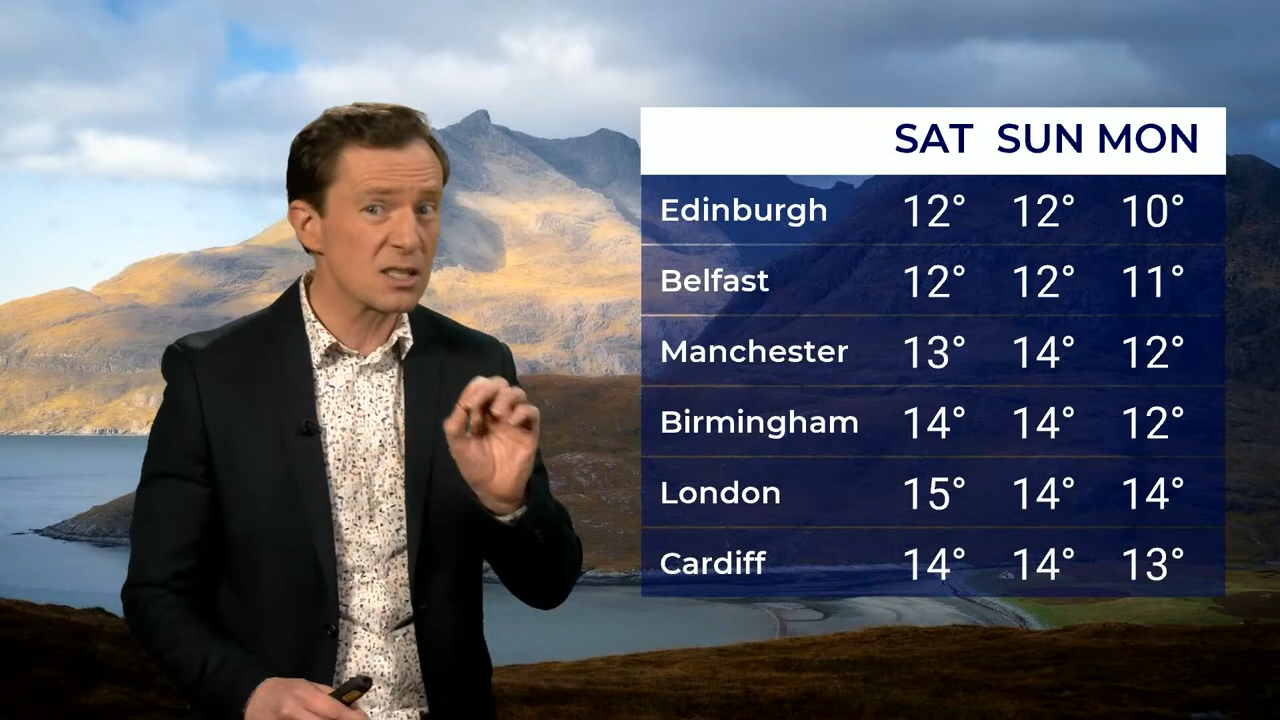 SAT SUN MON
Edinburgh 12° 12° 10°
Belfast 12° 12° 11°
Manchester 13° 14° 12°
Birmingham 14° 14° 12°
London 15° 14° 14°
Cardiff 14° 14° 13°